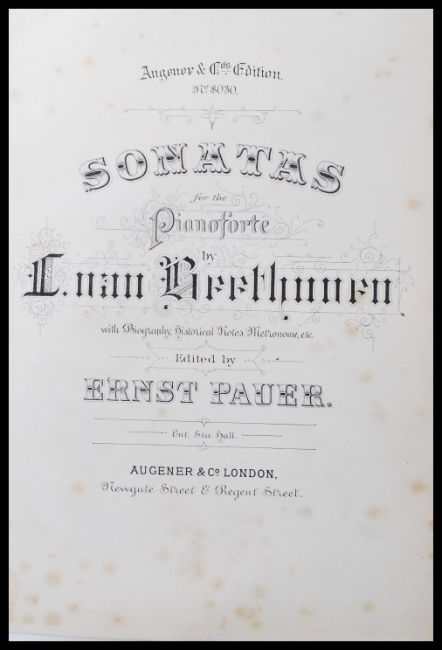 Augener & Co's Edition.
No 8030.
SONATAS
for the
Pianoforte
by
L. van Beethoven
with Biography, Historical Notes, Metronome, etc.
Edited by
ERNST PAUER.
Ent. Sta. Hall.
AUGENER & Co LONDON,
Newgate Street & Regent Street.